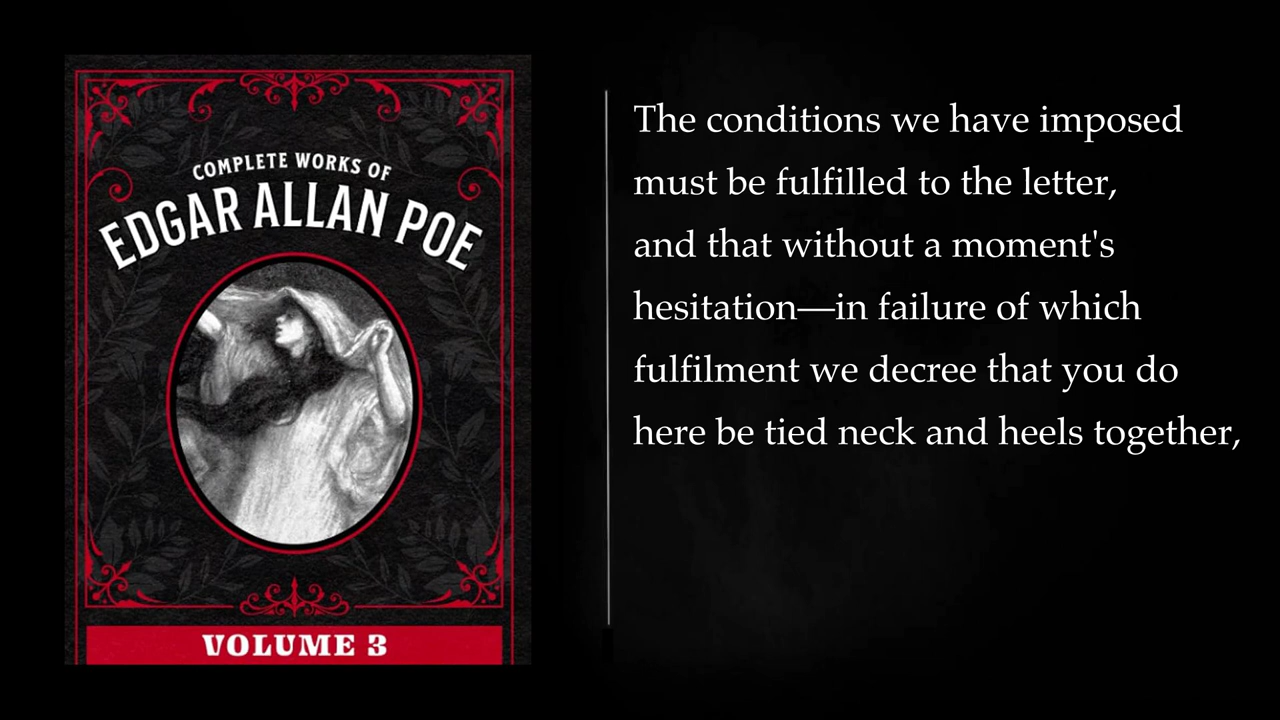 COMPLETE WORKS OF
EDGAR ALLAN POE
VOLUME 3
The conditions we have imposed
must be fulfilled to the letter,
and that without a moment's
hesitation—in failure of which
fulfilment we decree that you do
here be tied neck and heels together,